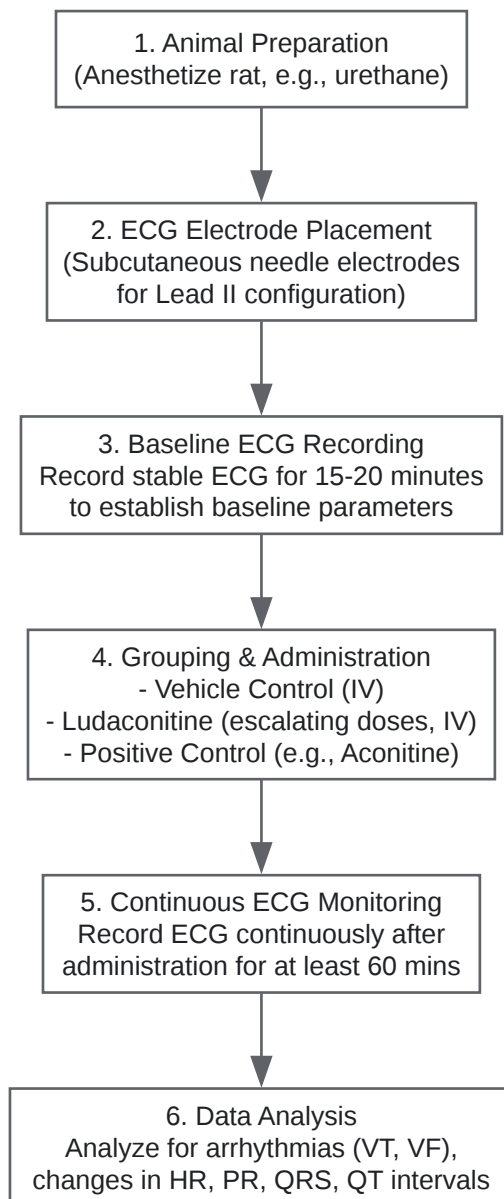 1. Animal Preparation
(Anesthetize rat, e.g., urethane)
2. ECG Electrode Placement
(Subcutaneous needle electrodes
for Lead II configuration)
3. Baseline ECG Recording
Record stable ECG for 15-20 minutes
to establish baseline parameters
4. Grouping & Administration
- Vehicle Control (IV)
- Ludaconitine (escalating doses, IV)
- Positive Control (e.g., Aconitine)
5. Continuous ECG Monitoring
Record ECG continuously after
administration for at least 60 mins
6. Data Analysis
Analyze for arrhythmias (VT, VF),
changes in HR, PR, QRS, QT intervals